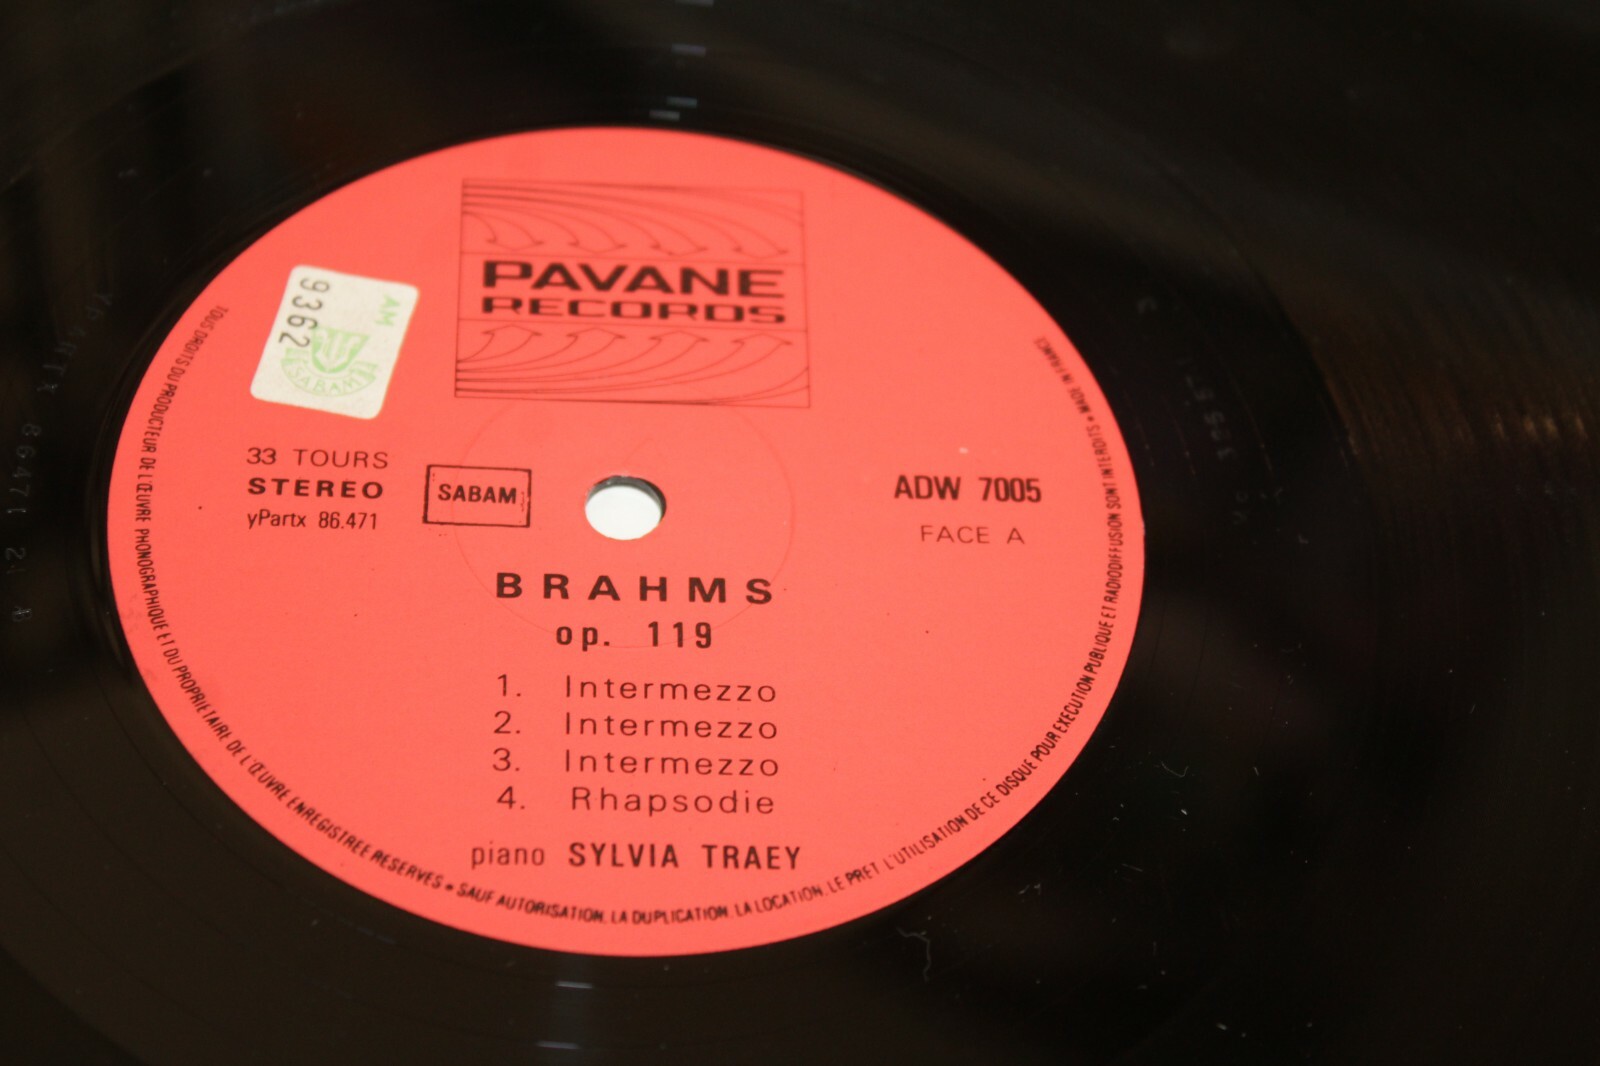 PAVANE
RECORDS
AM
9362
SABAM
33 TOURS
STEREO
yPartx 86.471
SABAM
ADW 7005
FACE A
BRAHMS
op. 119
1. Intermezzo
2. Intermezzo
3. Intermezzo
4. Rhapsodie
piano SYLVIA TRAEY
TOUS DROITS DU PRODUCTEUR DE L'ŒUVRE PHONOGRAPHIQUE ET DU PROPRIETAIRE DE L'ŒUVRE ENREGISTREE RESERVES • SAUF AUTORISATION, LA DUPLICATION, LA LOCATION, LE PRET, L'UTILISATION DE CE DISQUE POUR EXECUTION PUBLIQUE ET RADIODIFFUSION SONT INTERDITS • MADE IN FRANCE